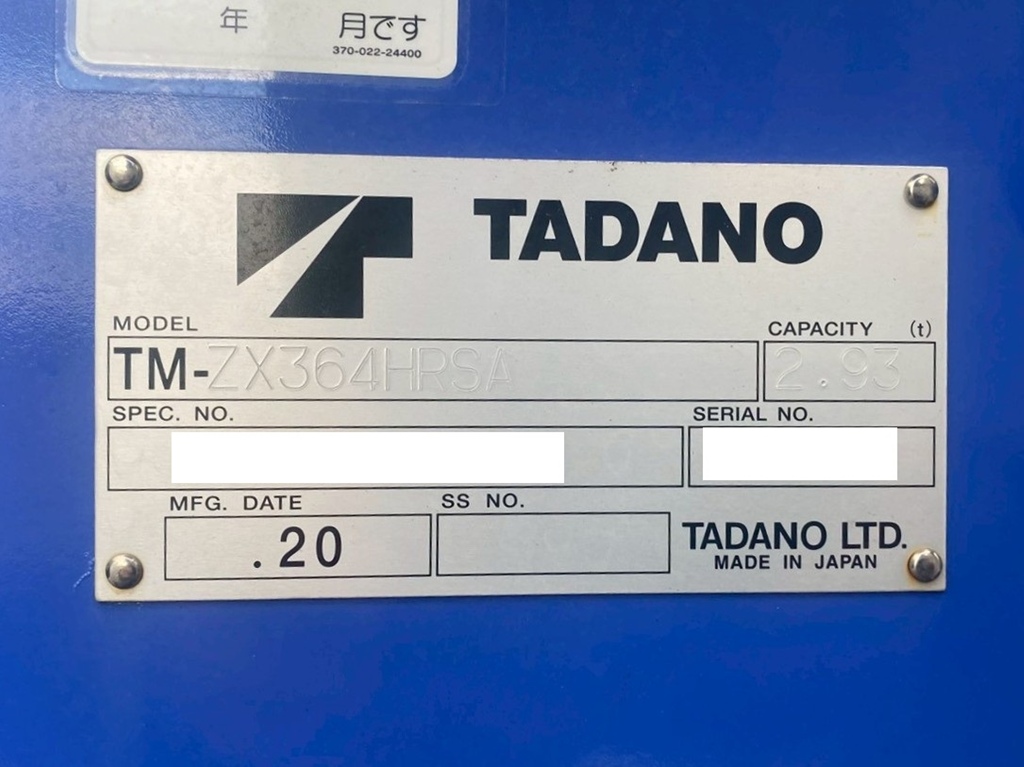 年 月です
370-022-24400
TADANO
MODEL CAPACITY (t)
TM-ZX364HRSA 2.93
SPEC. NO. SERIAL NO.
MFG. DATE SS NO.
.20
TADANO LTD.
MADE IN JAPAN